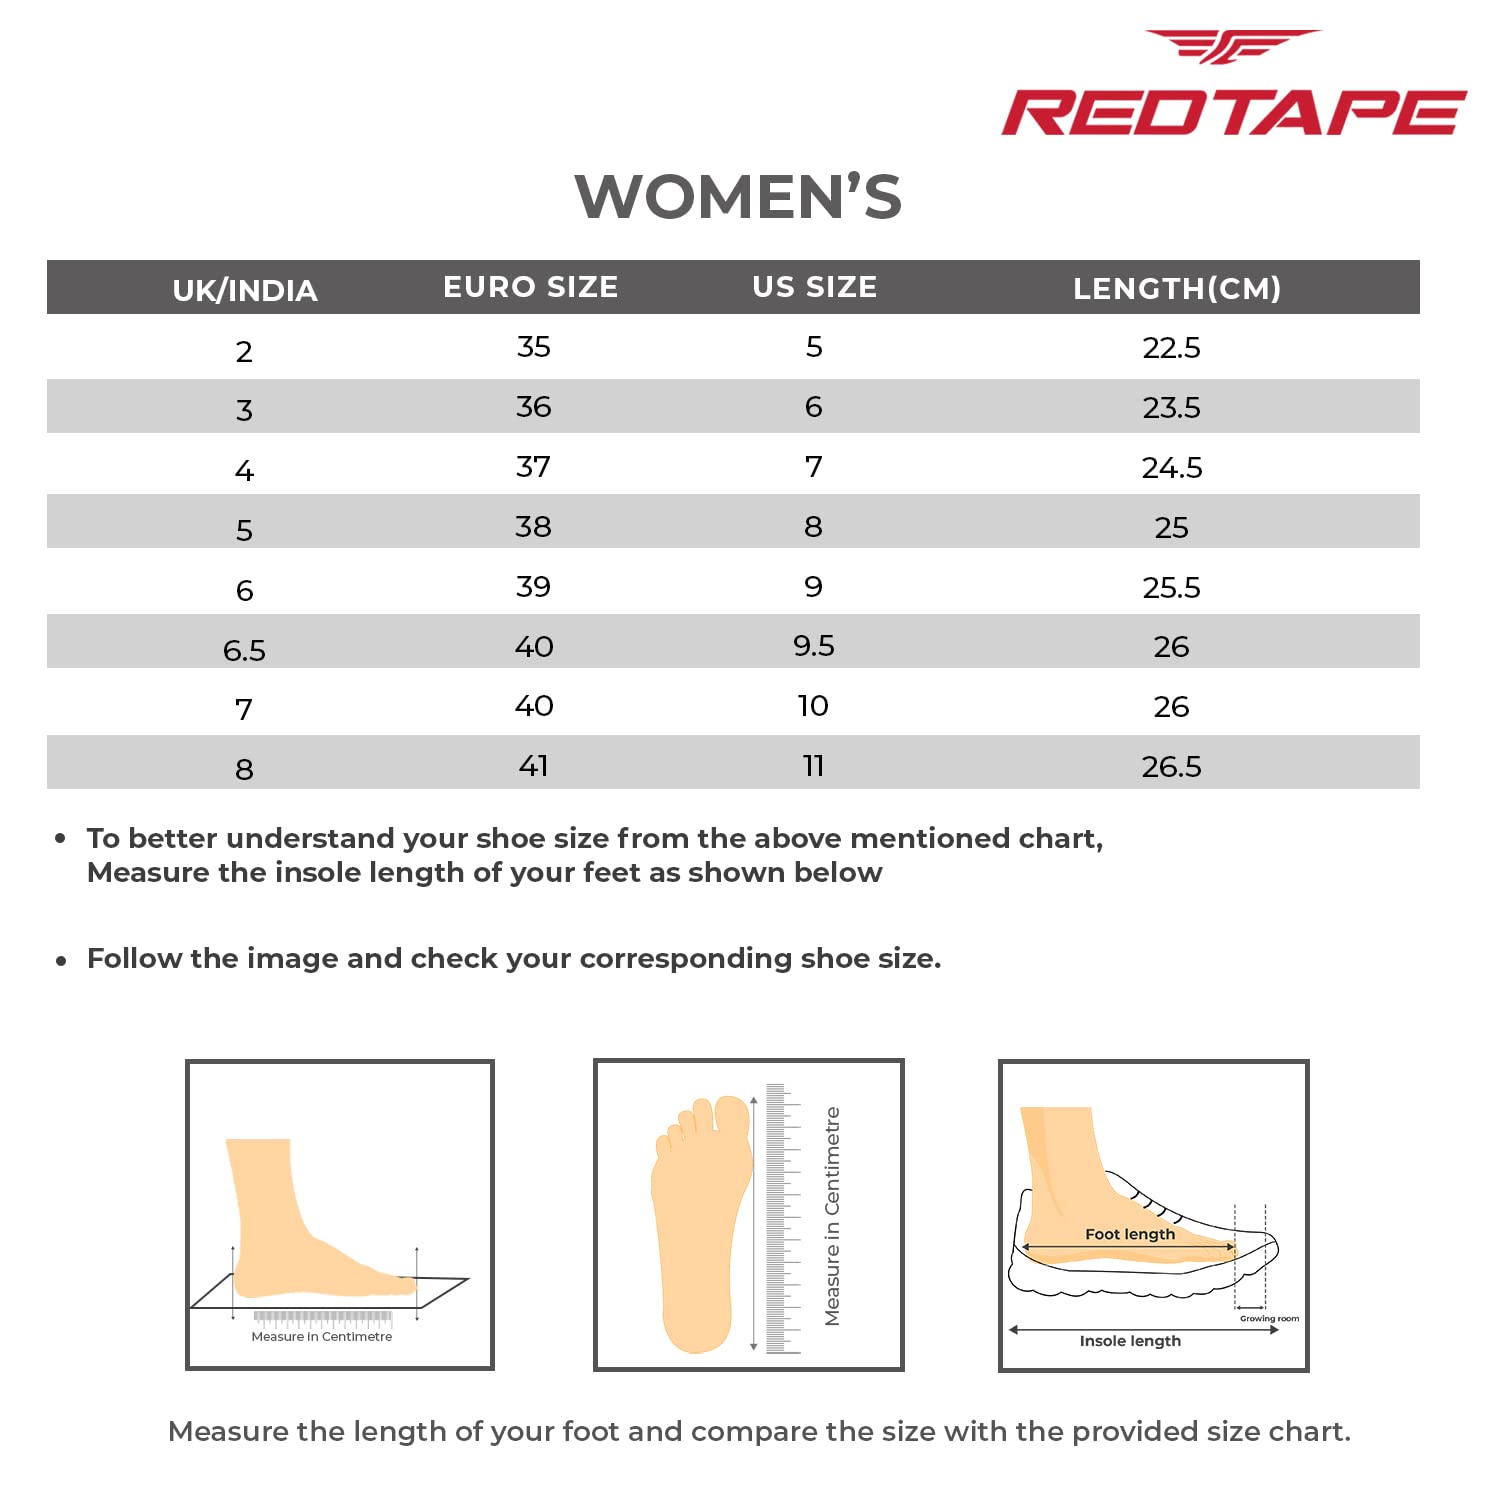 REDTAPE
WOMEN’S
UK/INDIA EURO SIZE US SIZE LENGTH(CM)
2 35 5 22.5
3 36 6 23.5
4 37 7 24.5
5 38 8 25
6 39 9 25.5
6.5 40 9.5 26
7 40 10 26
8 41 11 26.5
• To better understand your shoe size from the above mentioned chart,
Measure the insole length of your feet as shown below
• Follow the image and check your corresponding shoe size.
Measure in Centimetre
Measure in Centimetre
Foot length
Growing room
Insole length
Measure the length of your foot and compare the size with the provided size chart.